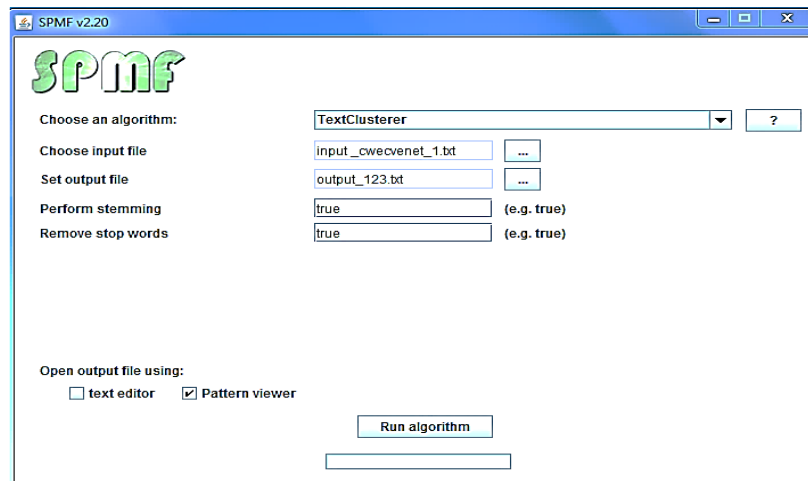 SPMF v2.20
SPMF
Choose an algorithm: TextClusterer ?
Choose input file input _cwecvenet_1.txt ...
Set output file output_123.txt ...
Perform stemming true (e.g. true)
Remove stop words true (e.g. true)
Open output file using:
text editor Pattern viewer
Run algorithm